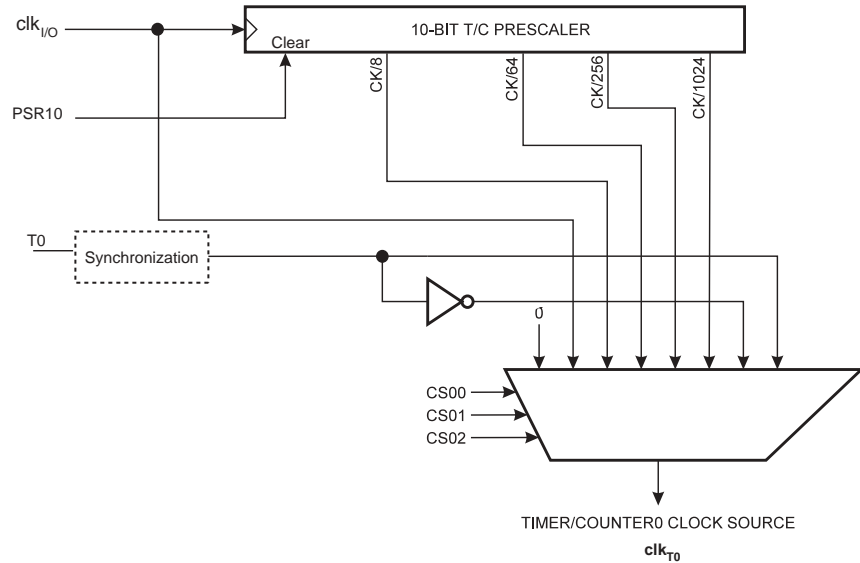 clkI/O
10-BIT T/C PRESCALER
Clear
CK/8
CK/64
CK/256
CK/1024
PSR10
T0
Synchronization
0
CS00
CS01
CS02
TIMER/COUNTER0 CLOCK SOURCE
clkT0